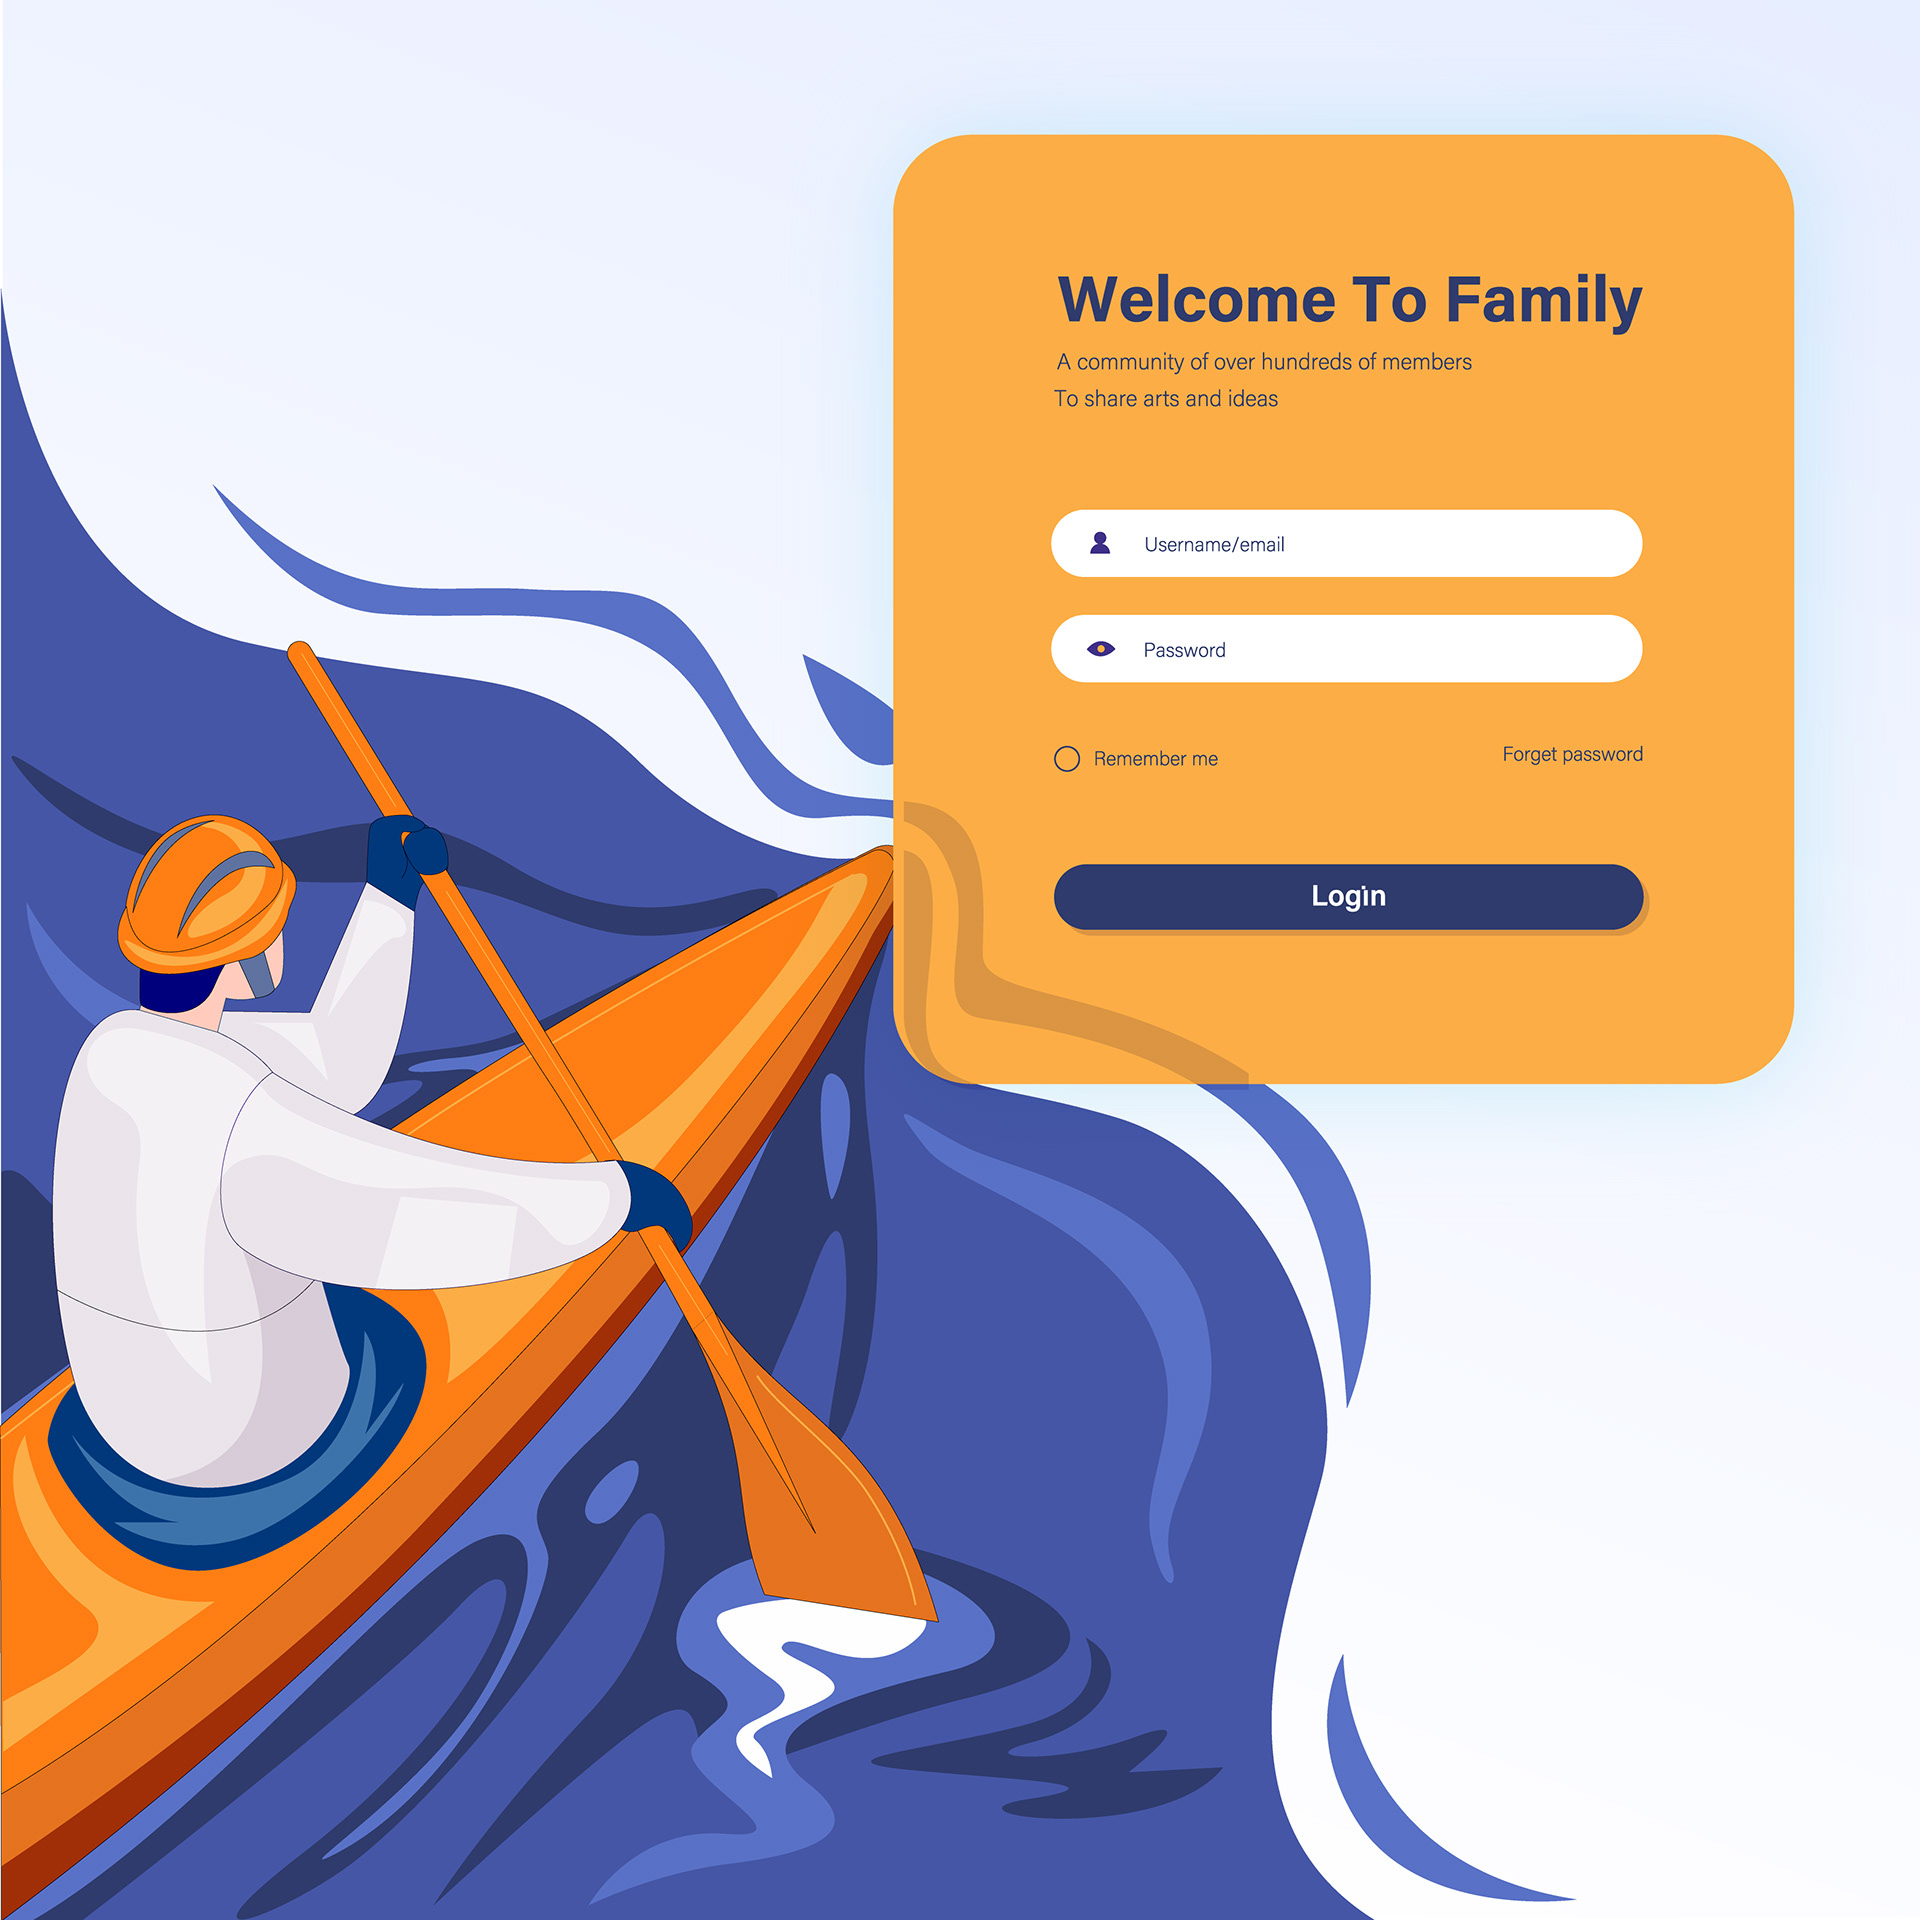 Welcome To Family
A community of over hundreds of members
To share arts and ideas
Username/email
Password
Remember me
Forget password
Login